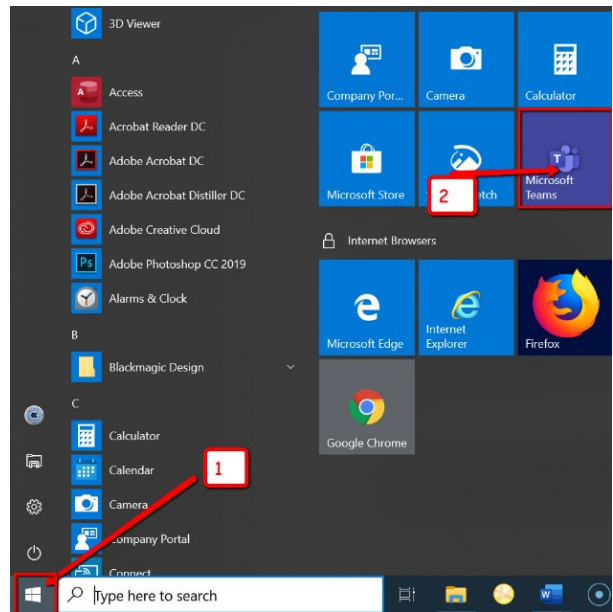 3D Viewer
A
Access
Acrobat Reader DC
Adobe Acrobat DC
Adobe Acrobat Distiller DC
Adobe Creative Cloud
Ps
Adobe Photoshop CC 2019
Alarms & Clock
B
Blackmagic Design
C
Calculator
Calendar
Camera
Company Portal
Connect
1
Type here to search
Company Por...
Camera
Calculator
Microsoft Store
2
etch
T
Microsoft
Teams
Internet Browsers
Microsoft Edge
Internet
Explorer
Firefox
Google Chrome
W